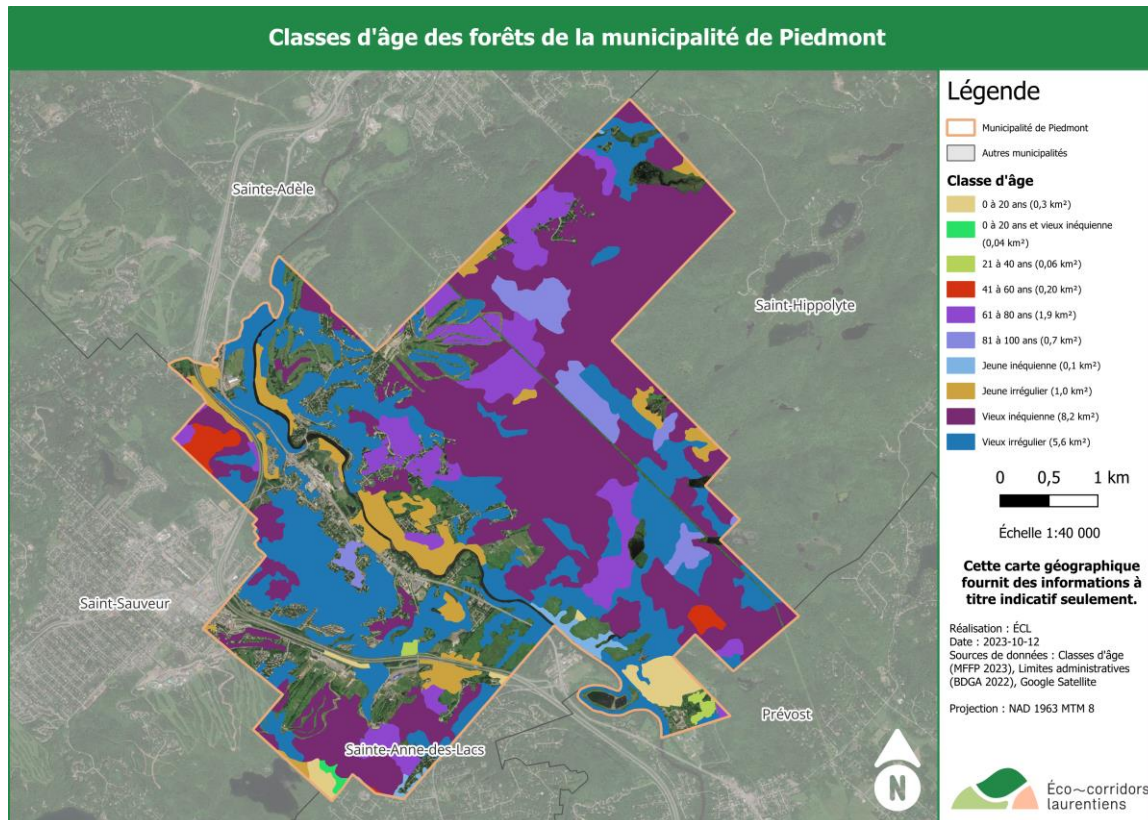 Classes d'âge des forêts de la municipalité de Piedmont
Sainte-Adèle
Saint-Hippolyte
Saint-Sauveur
Sainte-Anne-des-Lacs
Prévost
N
Légende
Municipalité de Piedmont
Autres municipalités
Classe d'âge
0 à 20 ans (0,3 km²)
0 à 20 ans et vieux inéquienne
(0,04 km²)
21 à 40 ans (0,06 km²)
41 à 60 ans (0,20 km²)
61 à 80 ans (1,9 km²)
81 à 100 ans (0,7 km²)
Jeune inéquienne (0,1 km²)
Jeune irrégulier (1,0 km²)
Vieux inéquienne (8,2 km²)
Vieux irrégulier (5,6 km²)
0 0,5 1 km
Échelle 1:40 000
Cette carte géographique
fournit des informations à
titre indicatif seulement.
Réalisation : ÉCL
Date : 2023-10-12
Sources de données : Classes d'âge
(MFFP 2023), Limites administratives
(BDGA 2022), Google Satellite
Projection : NAD 1963 MTM 8
Éco~corridors
laurentiens